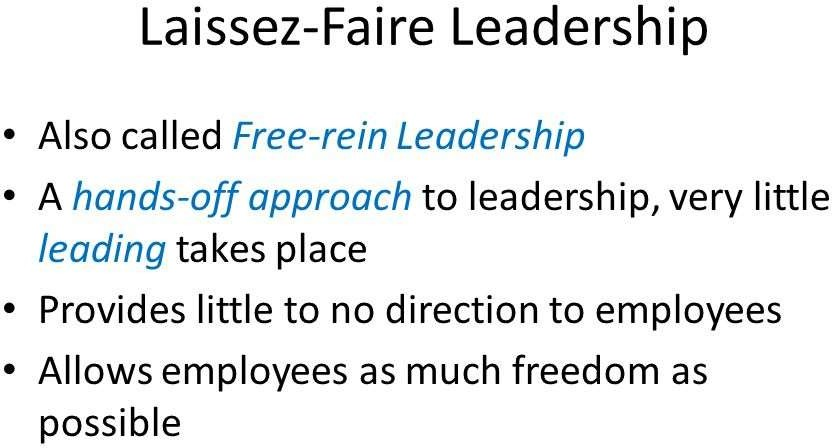 Laissez-Faire Leadership
• Also called Free-rein Leadership
• A hands-off approach to leadership, very little
leading takes place
• Provides little to no direction to employees
• Allows employees as much freedom as
possible